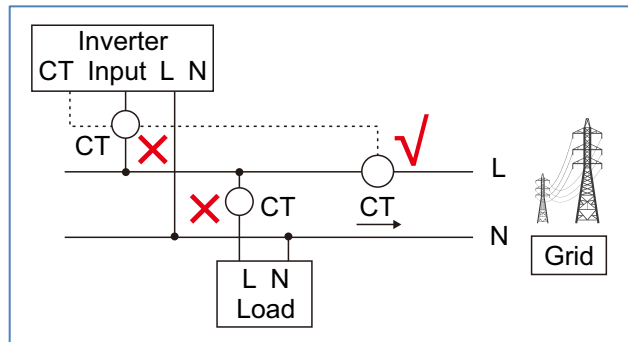 Inverter
CT Input L N
CT
L
CT
CT
N
Grid
L N
Load